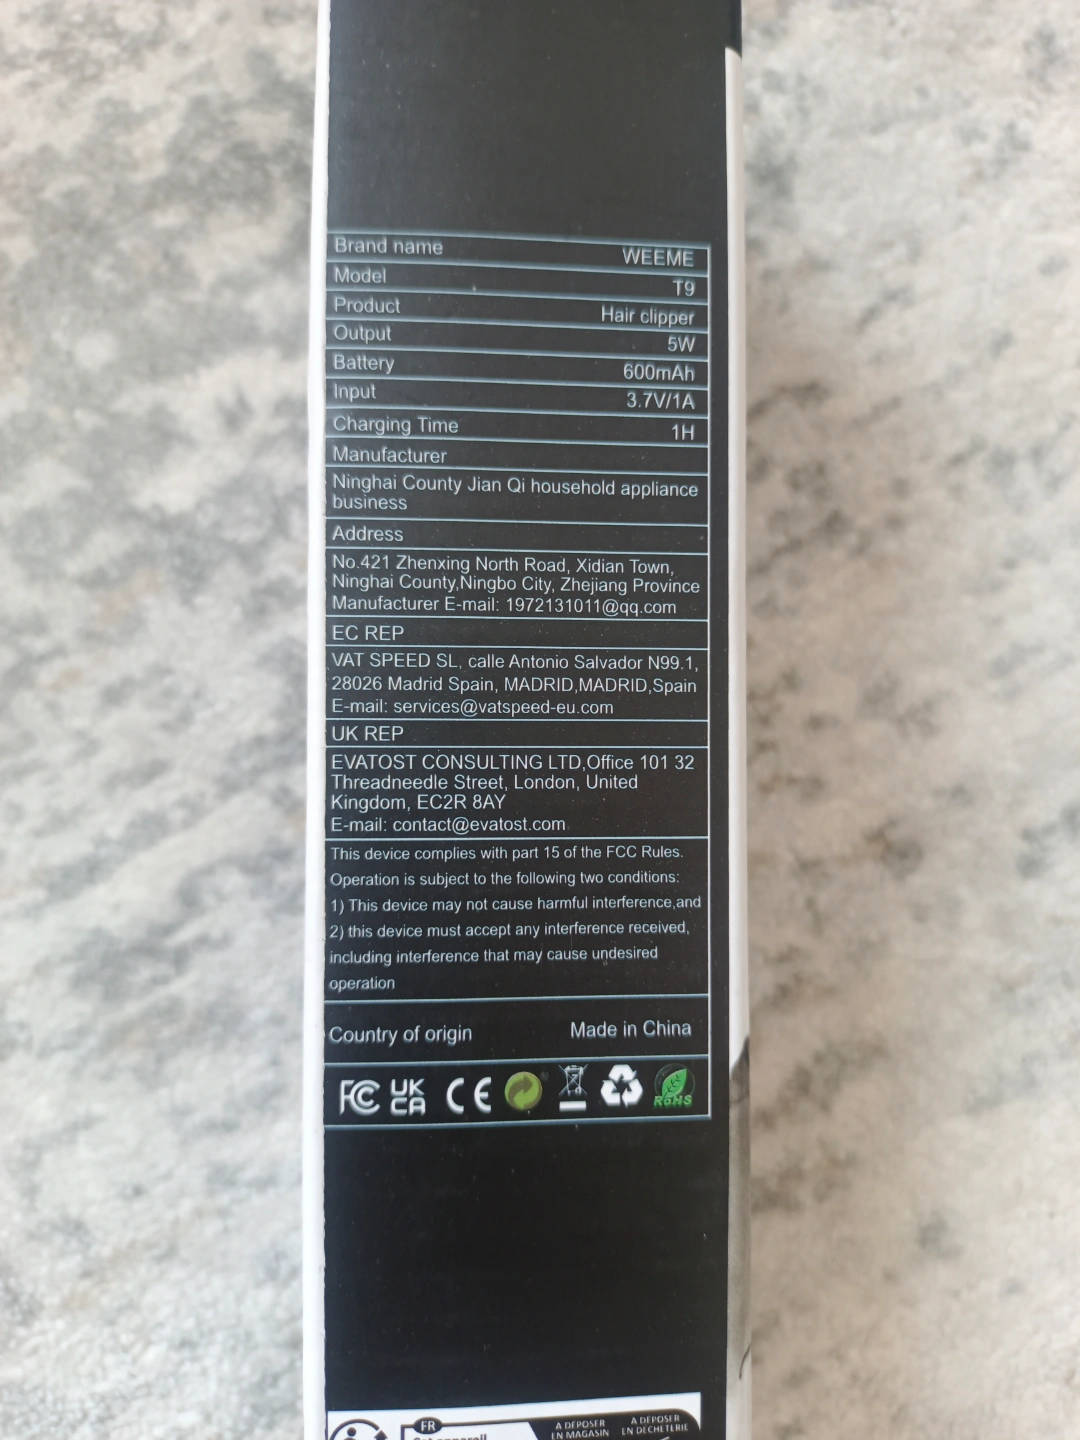 Brand name WEEME
Model T9
Product Hair clipper
Output 5W
Battery 600mAh
Input 3.7V/1A
Charging Time 1H
Manufacturer
Ninghai County Jian Qi household appliance
business
Address
No.421 Zhenxing North Road, Xidian Town,
Ninghai County,Ningbo City, Zhejiang Province
Manufacturer E-mail: 1972131011@qq.com
EC REP
VAT SPEED SL, calle Antonio Salvador N99.1,
28026 Madrid Spain, MADRID,MADRID,Spain
E-mail: services@vatspeed-eu.com
UK REP
EVATOST CONSULTING LTD,Office 101 32
Threadneedle Street, London, United
Kingdom, EC2R 8AY
E-mail: contact@evatost.com
This device complies with part 15 of the FCC Rules.
Operation is subject to the following two conditions:
1) This device may not cause harmful interference,and
2) this device must accept any interference received,
including interference that may cause undesired
operation
Country of origin Made in China
FC UK CA CE RoHS
FR
A DÉPOSER EN MAGASIN
A DÉPOSER EN DÉCHÈTERIE